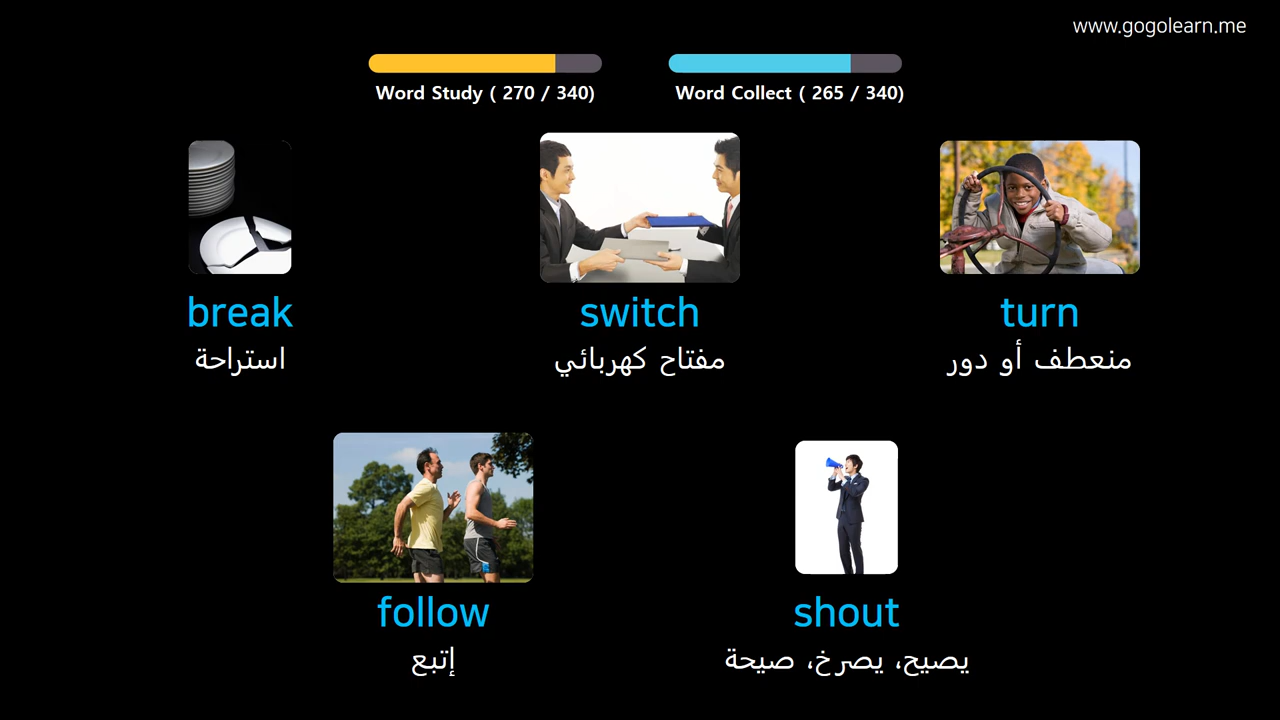 www.gogolearn.me
Word Study ( 270 / 340)
Word Collect ( 265 / 340)
break
switch
turn
استراحة
مفتاح كهربائي
منعطف أو دور
follow
shout
إتبع
يصيح، يصرخ، صيحة